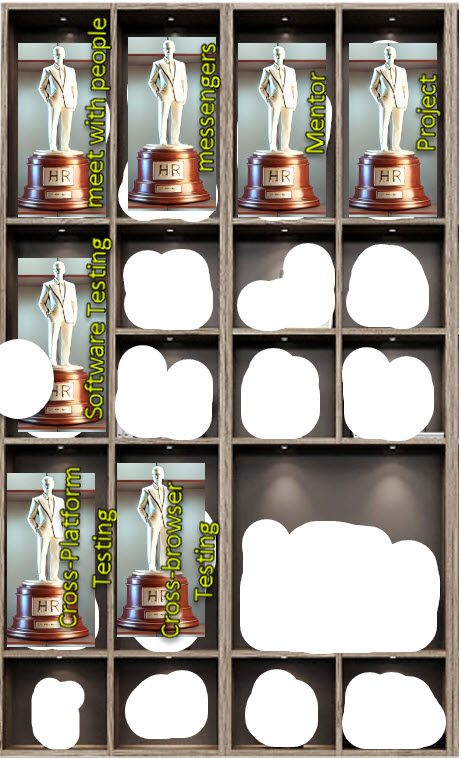 meet with people
messengers
Mentor
Project
HR
HR
HR
HR
Software Testing
HR
Cross-Platform
Testing
Cross-browser
Testing
HR
HR